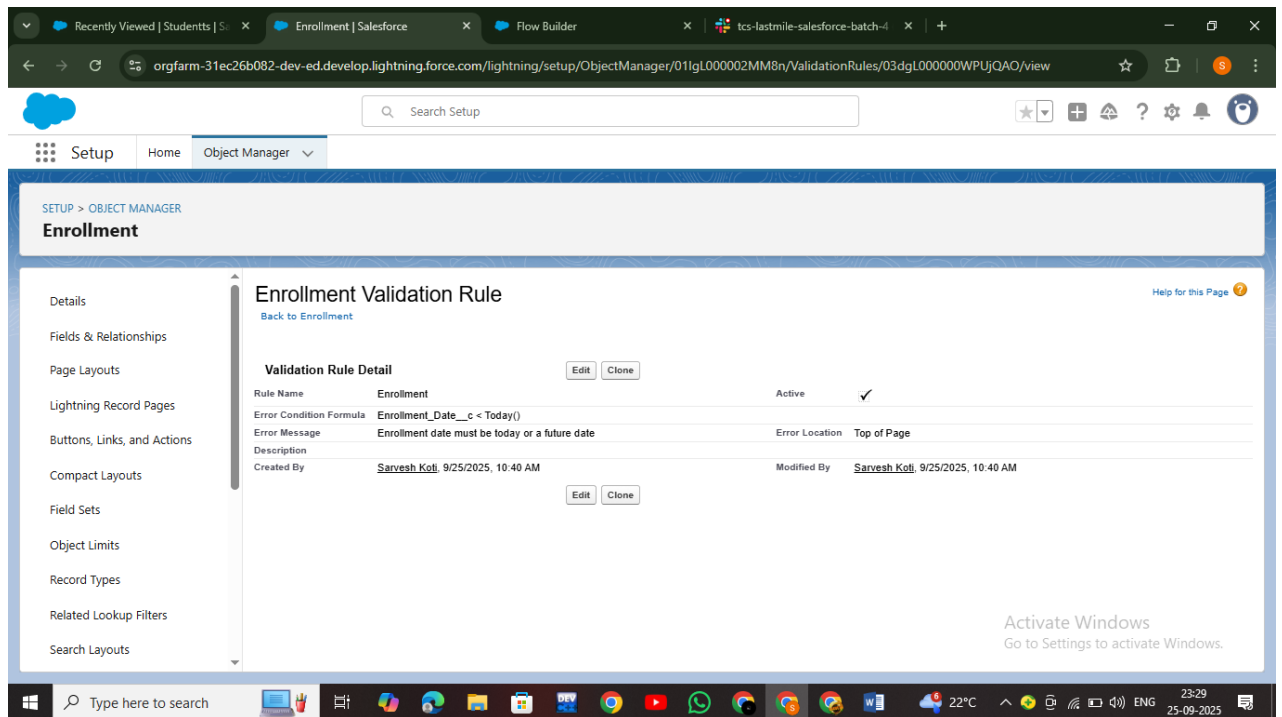 Recently Viewed | Studentts | Sa
Enrollment | Salesforce
Flow Builder
tcs-lastmile-salesforce-batch-4
orgfarm-31ec26b082-dev-ed.develop.lightning.force.com/lightning/setup/ObjectManager/01IgL000002MM8n/ValidationRules/03dgL000000WPUjQAO/view
S
Search Setup
Setup
Home
Object Manager
SETUP > OBJECT MANAGER
Enrollment
Details
Fields & Relationships
Page Layouts
Lightning Record Pages
Buttons, Links, and Actions
Compact Layouts
Field Sets
Object Limits
Record Types
Related Lookup Filters
Search Layouts
Enrollment Validation Rule
Back to Enrollment
Help for this Page
Validation Rule Detail
Edit Clone
Rule Name Enrollment Active
Error Condition Formula Enrollment_Date__c < Today()
Error Message Enrollment date must be today or a future date Error Location Top of Page
Description
Created By Sarvesh Koti, 9/25/2025, 10:40 AM Modified By Sarvesh Koti, 9/25/2025, 10:40 AM
Edit Clone
Activate Windows
Go to Settings to activate Windows.
Type here to search
DEV
22°C
ENG
23:29
25-09-2025